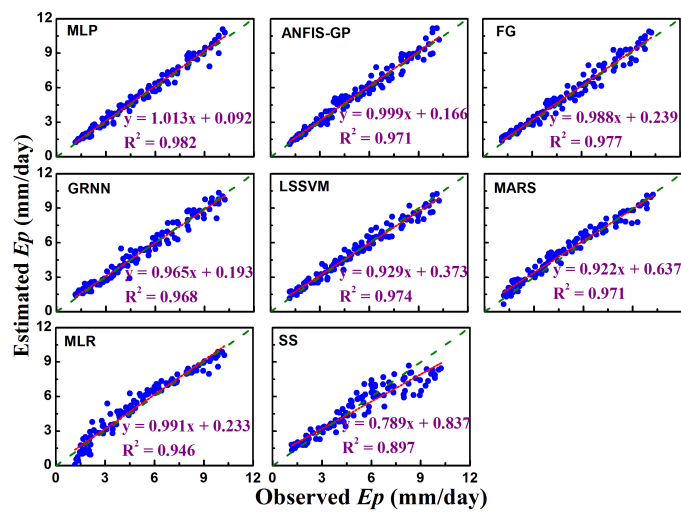 12 MLP ANFIS-GP FG
9
6
3 y = 1.013x + 0.092 y = 0.999x + 0.166 y = 0.988x + 0.239
0 R² = 0.982 R² = 0.971 R² = 0.977
12 GRNN LSSVM MARS
9
6
3 y = 0.965x + 0.193 y = 0.929x + 0.373 y = 0.922x + 0.637
0 R² = 0.968 R² = 0.974 R² = 0.971
12 MLR SS
9
6
3 y = 0.991x + 0.233 y = 0.789x + 0.837
0 R² = 0.946 R² = 0.897
0 3 6 9 12 0 3 6 9 12
Estimated Ep (mm/day)
Observed Ep (mm/day)